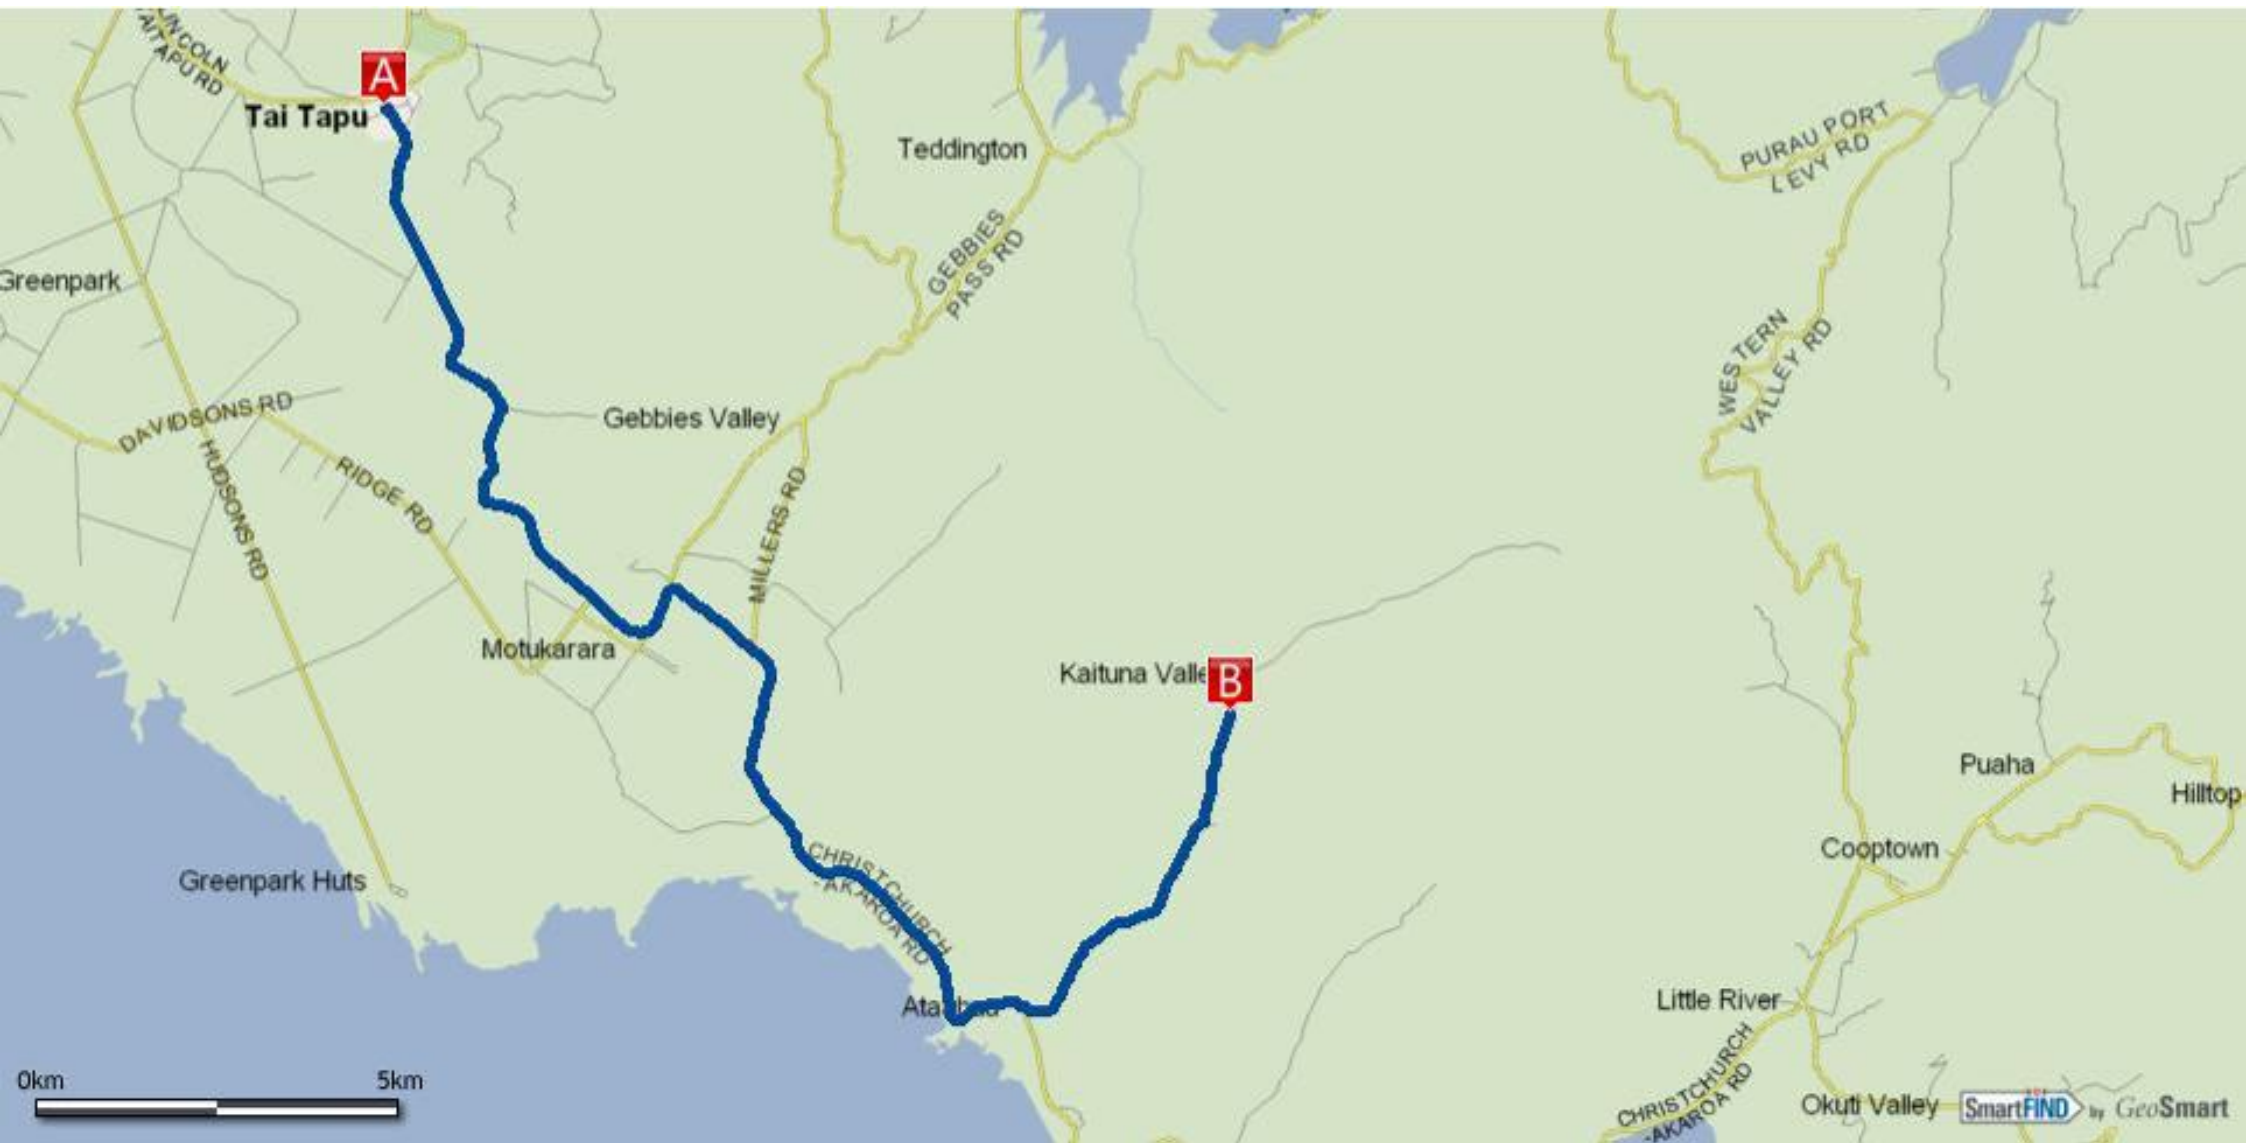 LINCOLN
TAITAPU RD
A
Tai Tapu
Teddington
PURAU PORT
LEVY RD
GEBBIES
PASS RD
Greenpark
WESTERN
VALLEY RD
DAVIDSONS RD
Gebbies Valley
HUDSONS RD
RIDGE RD
MILLERS RD
Motukarara
Kaituna Valle
B
Puaha
Hilltop
Cooptown
CHRISTCHURCH
-AKAROA RD
Greenpark Huts
Little River
0km
5km
CHRISTCHURCH
-AKAROA RD
Okuti Valley
SmartFIND by GeoSmart